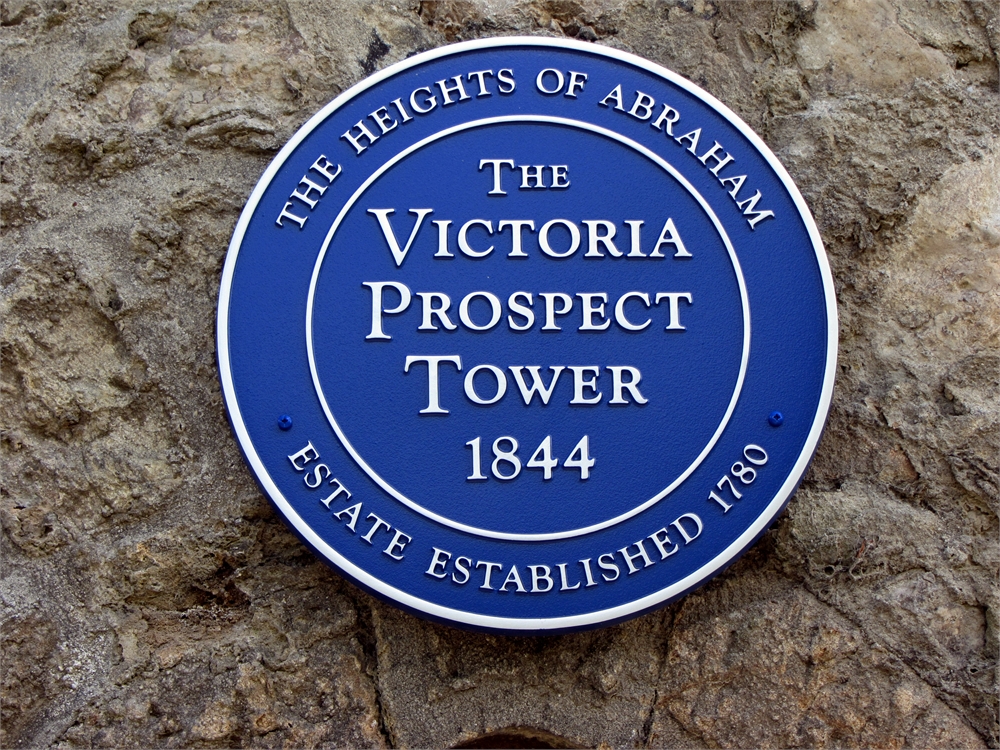 THE HEIGHTS OF ABRAHAM
THE
VICTORIA
PROSPECT
TOWER
1844
ESTATE ESTABLISHED 1780